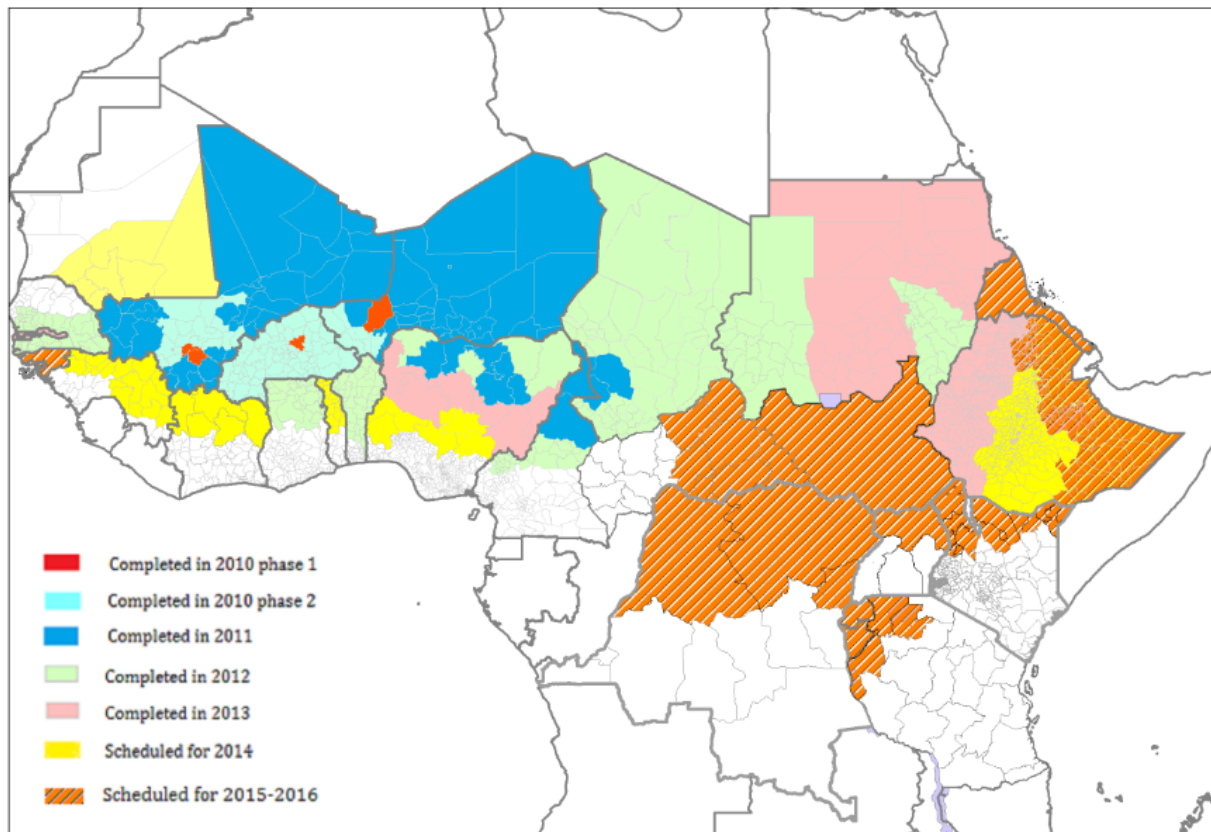 Completed in 2010 phase 1
Completed in 2010 phase 2
Completed in 2011
Completed in 2012
Completed in 2013
Scheduled for 2014
Scheduled for 2015-2016